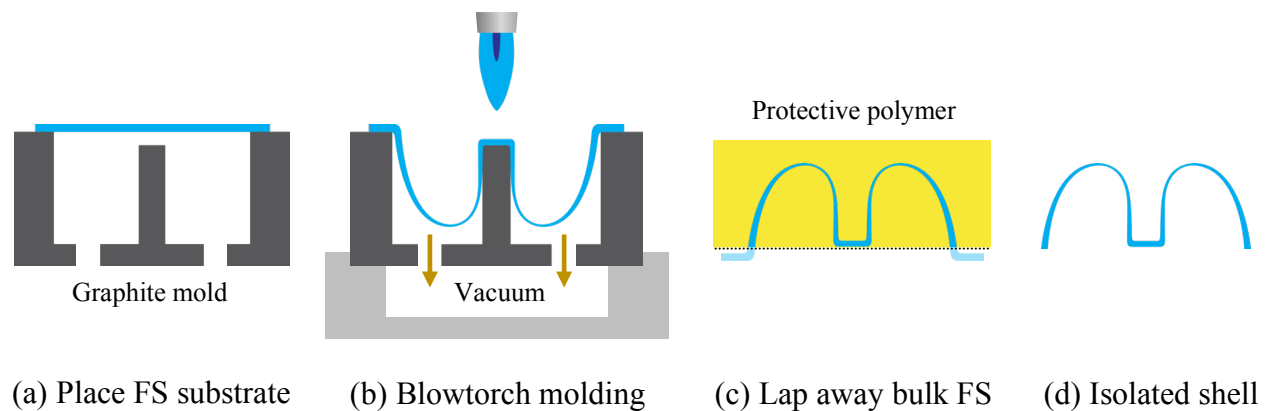 Protective polymer
Graphite mold
Vacuum
(a) Place FS substrate
(b) Blowtorch molding
(c) Lap away bulk FS
(d) Isolated shell